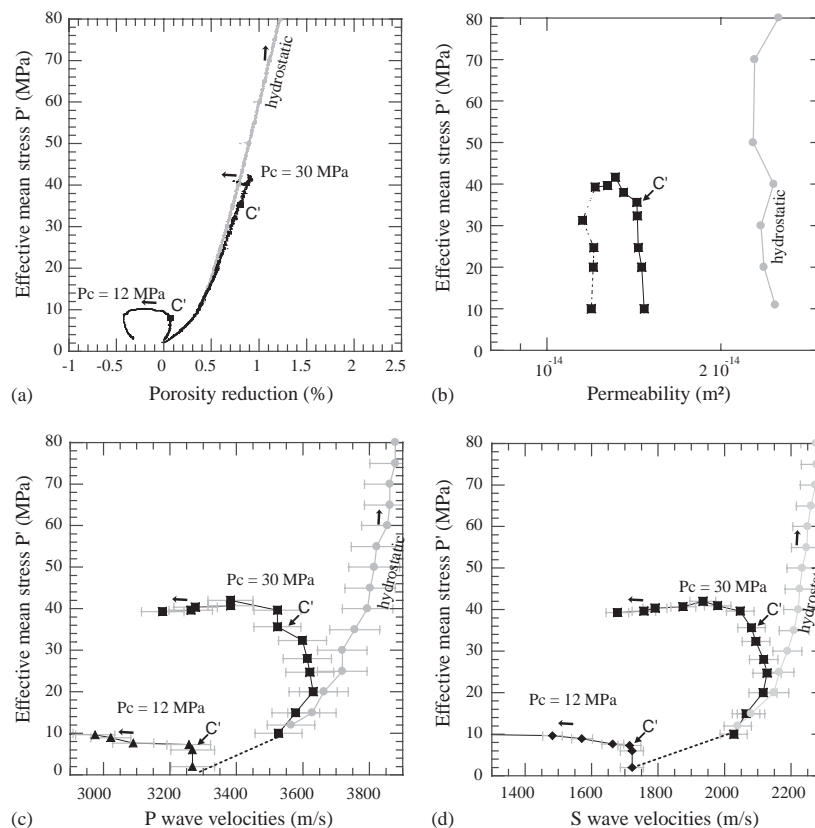 80
70
60
50
40
30
20
10
0
Effective mean stress P' (MPa)
hydrostatic
Pc = 30 MPa
C'
Pc = 12 MPa
C'
-1 -0.5 0 0.5 1 1.5 2 2.5
(a) Porosity reduction (%)
80
70
60
50
40
30
20
10
0
Effective mean stress P' (MPa)
C'
hydrostatic
10⁻¹⁴ 2 10⁻¹⁴
(b) Permeability (m²)
80
70
60
50
40
30
20
10
0
Effective mean stress P' (MPa)
Pc = 30 MPa
C'
hydrostatic
Pc = 12 MPa
C'
3000 3200 3400 3600 3800
(c) P wave velocities (m/s)
80
70
60
50
40
30
20
10
0
Effective mean stress P' (MPa)
Pc = 30 MPa
C'
hydrostatic
Pc = 12 MPa
C'
1400 1600 1800 2000 2200
(d) S wave velocities (m/s)